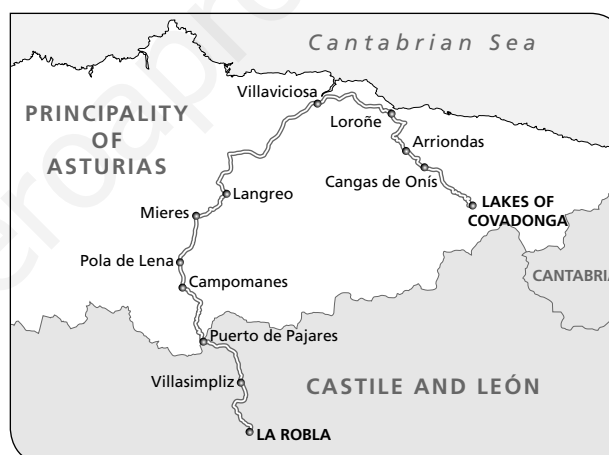 Cantabrian Sea
Villaviciosa
PRINCIPALITY
OF
ASTURIAS
Loroñe
Arriondas
Cangas de Onís
Langreo
LAKES OF
COVADONGA
Mieres
Pola de Lena
CANTABRIA
Campomanes
Puerto de Pajares
Villasimpliz
CASTILE AND LEÓN
LA ROBLA